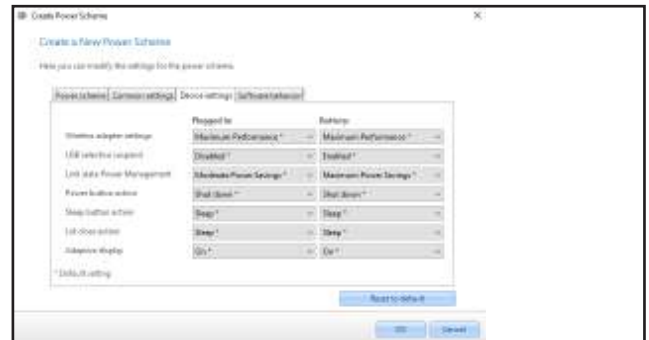 Create Power Scheme
Create a New Power Scheme
Here you can modify the settings for the power scheme.
Power scheme Common settings Device settings Software behavior
Plugged in: Battery:
Wireless adapter settings Maximum Performance * Maximum Performance *
USB selective suspend Disabled * Enabled *
Link state Power Management Moderate Power Savings * Maximum Power Savings *
Power button action Shut down * Shut down *
Sleep button action Sleep * Sleep *
Lid close action Sleep * Sleep *
Adaptive display On * On *
* Default setting
Reset to default
OK Cancel